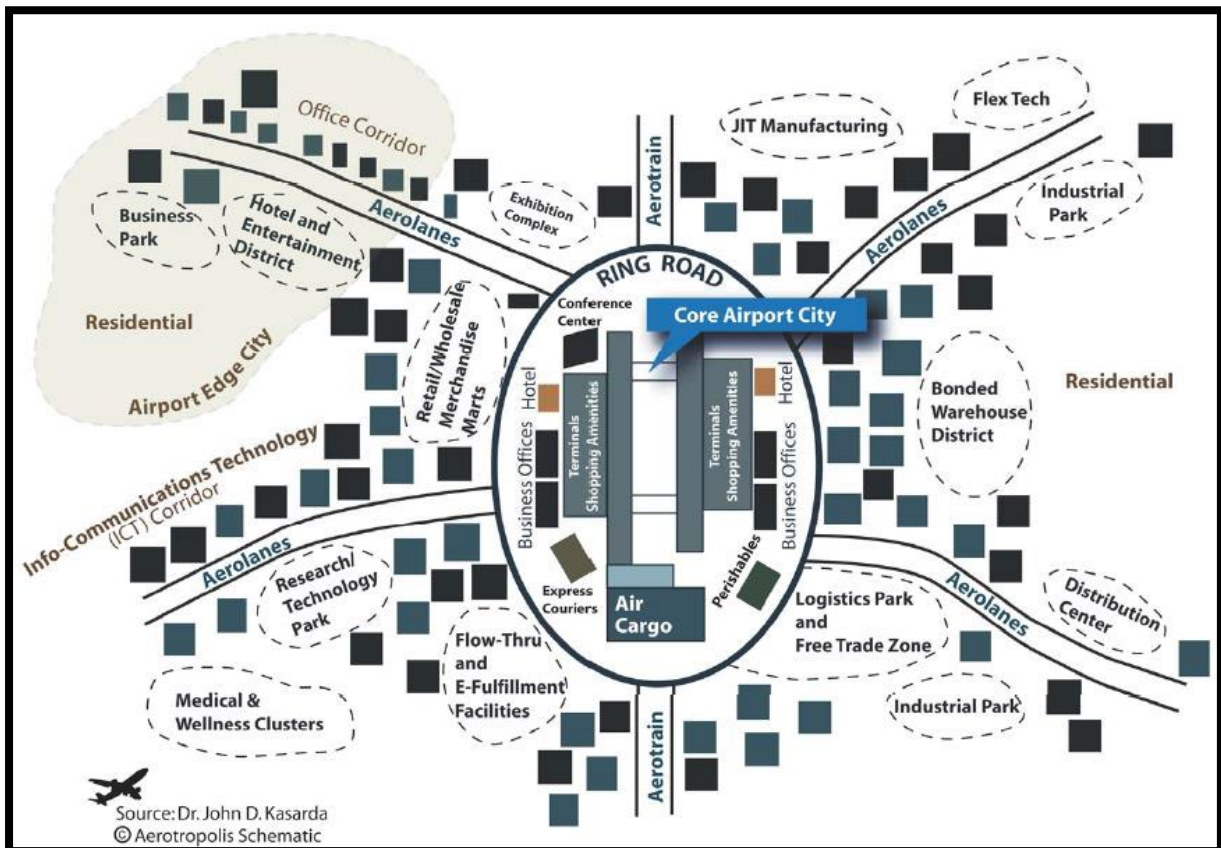 Office Corridor
Aerolanes
Business
Park
Hotel and
Entertainment
District
Residential
Airport Edge City
Exhibition
Complex
Aerotrain
JIT Manufacturing
Flex Tech
Industrial
Park
Aerolanes
RING ROAD
Core Airport City
Conference
Center
Retail/Wholesale
Merchandise
Marts
Hotel
Terminals
Shopping Amenities
Business Offices
Terminals
Shopping Amenities
Hotel
Business Offices
Bonded
Warehouse
District
Residential
Info-Communications Technology
(ICT) Corridor
Aerolanes
Research/
Technology
Park
Express
Couriers
Air
Cargo
Perishables
Logistics Park
and
Free Trade Zone
Aerolanes
Distribution
Center
Flow-Thru
and
E-Fulfillment
Facilities
Medical &
Wellness Clusters
Industrial Park
Aerotrain
Source: Dr. John D. Kasarda
© Aerotropolis Schematic